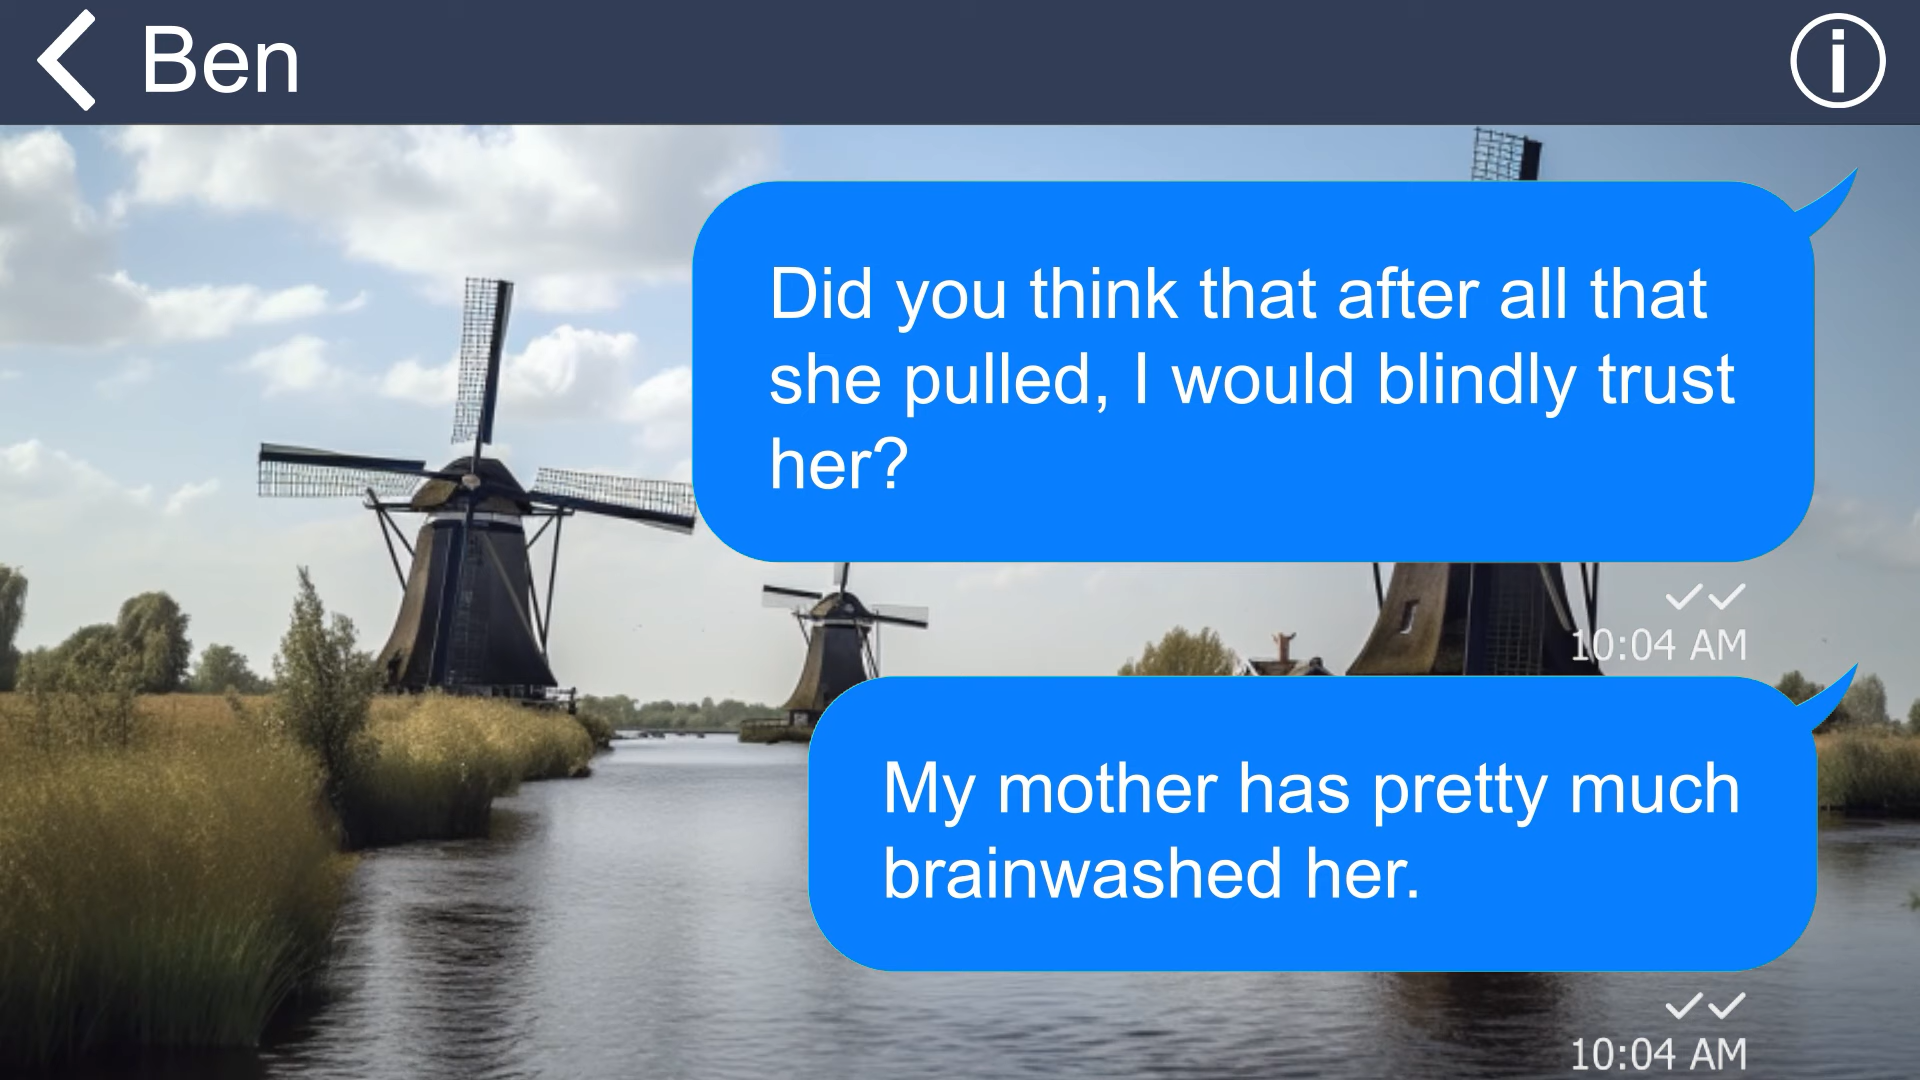 Ben
Did you think that after all that
she pulled, I would blindly trust
her?
10:04 AM
My mother has pretty much
brainwashed her.
10:04 AM